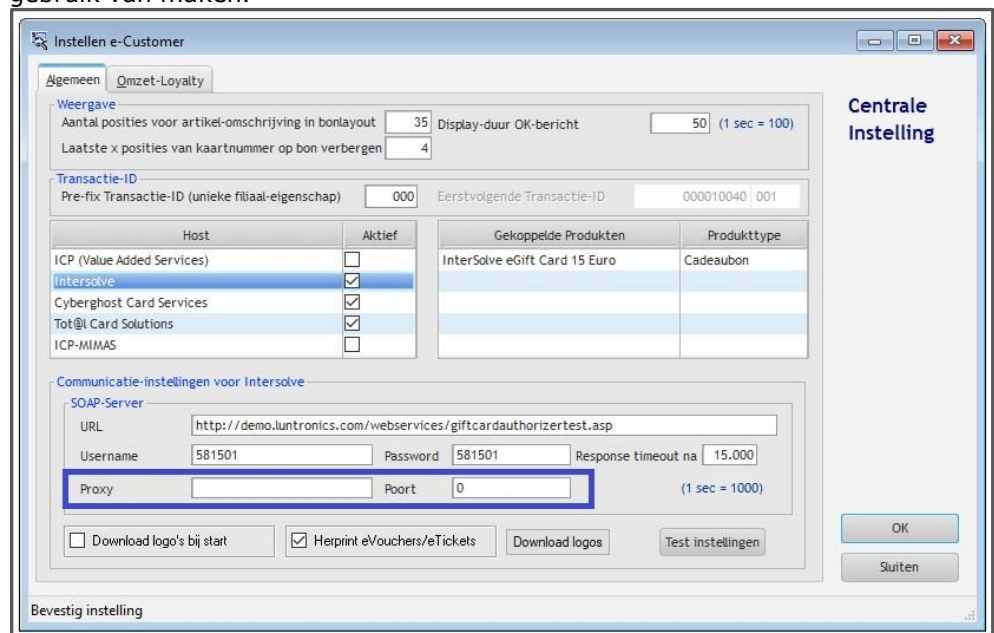 gebruik van maken.
Instellen e-Customer
Algemeen Omzet-Loyalty
Centrale
Instelling
Weergave
Aantal posities voor artikel-omschrijving in bonlayout 35 Display-duur OK-bericht 50 (1 sec = 100)
Laatste x posities van kaartnummer op bon verbergen 4
Transactie-ID
Pre-fix Transactie-ID (unieke filiaal-eigenschap) 000 Eerstvolgende Transactie-ID 000010040 001
Host Aktief Gekoppelde Produkten Produkttype
ICP (Value Added Services) InterSolve eGift Card 15 Euro Cadeaubon
Intersolve
Cyberghost Card Services
Tot@l Card Solutions
ICP-MIMAS
Communicatie-instellingen voor Intersolve
SOAP-Server
URL http://demo.luntronics.com/webservices/giftcardauthorizertest.asp
Username 581501 Password 581501 Response timeout na 15.000
Proxy Poort 0 (1 sec = 1000)
Download logo's bij start Herprint eVouchers/eTickets Download logos Test instellingen
OK
Sluiten
Bevestig instelling